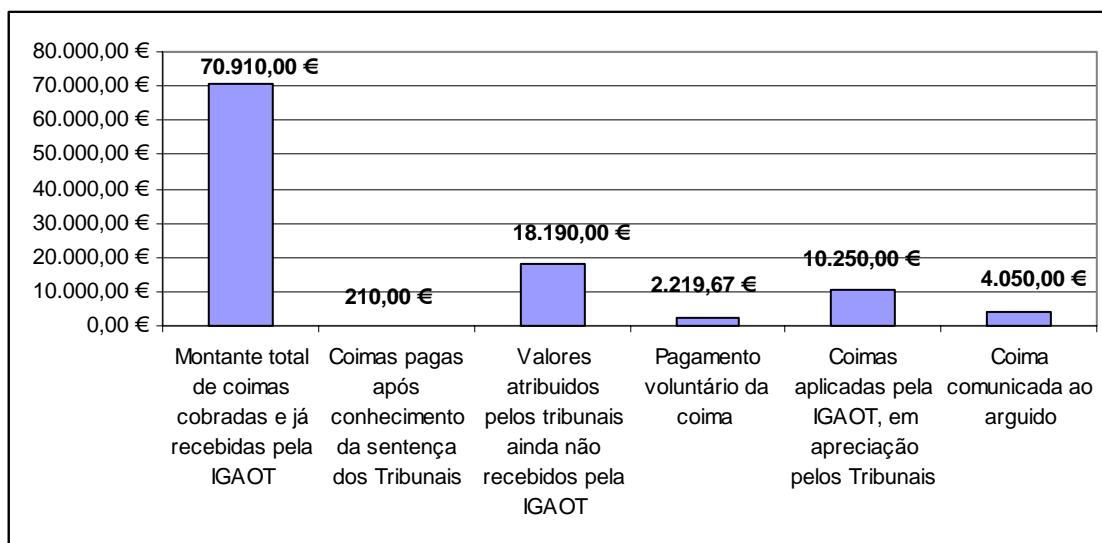 80.000,00 €
70.000,00 €
60.000,00 €
50.000,00 €
40.000,00 €
30.000,00 €
20.000,00 €
10.000,00 €
0,00 €
70.910,00 €
210,00 €
18.190,00 €
2.219,67 €
10.250,00 €
4.050,00 €
Montante total
de coimas
cobradas e já
recebidas pela
IGAOT
Coimas pagas
após
conhecimento
da sentença
dos Tribunais
Valores
atribuidos
pelos tribunais
ainda não
recebidos pela
IGAOT
Pagamento
voluntário da
coima
Coimas
aplicadas pela
IGAOT, em
apreciação
pelos Tribunais
Coima
comunicada ao
arguido